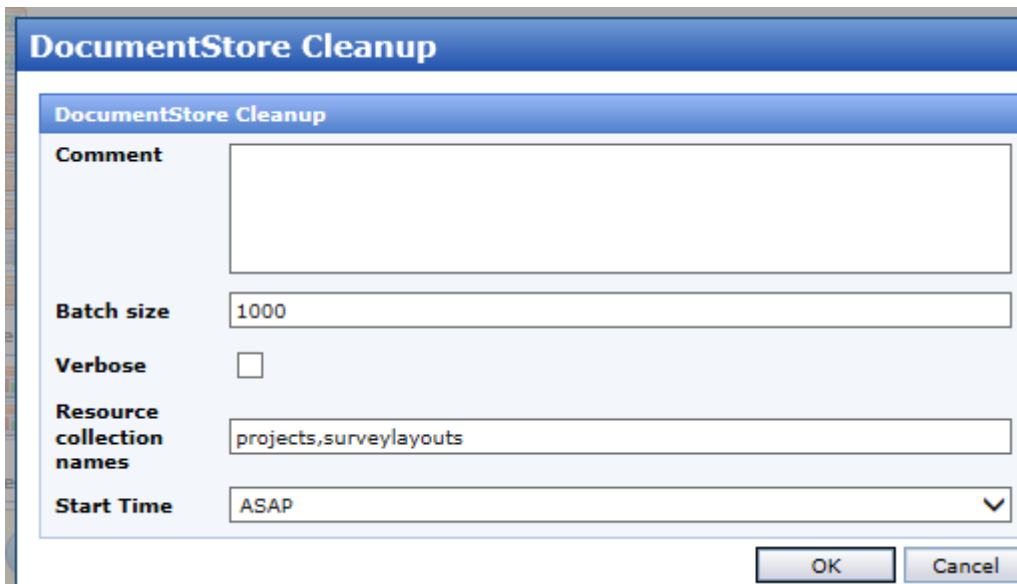 DocumentStore Cleanup
DocumentStore Cleanup
Comment
Batch size
1000
Verbose
Resource
collection
names
projects,surveylayouts
Start Time
ASAP
OK
Cancel